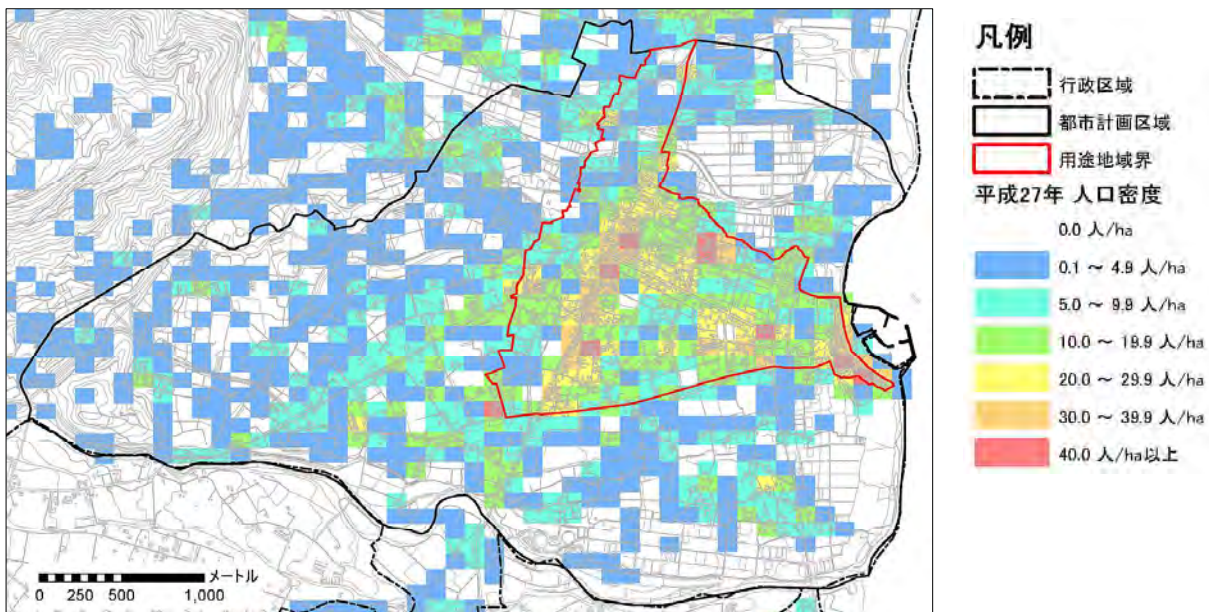 凡例
行政区域
都市計画区域
用途地域界
平成27年 人口密度
0.0 人/ha
0.1 ～ 4.9 人/ha
5.0 ～ 9.9 人/ha
10.0 ～ 19.9 人/ha
20.0 ～ 29.9 人/ha
30.0 ～ 39.9 人/ha
40.0 人/ha以上
メートル
0 250 500 1,000